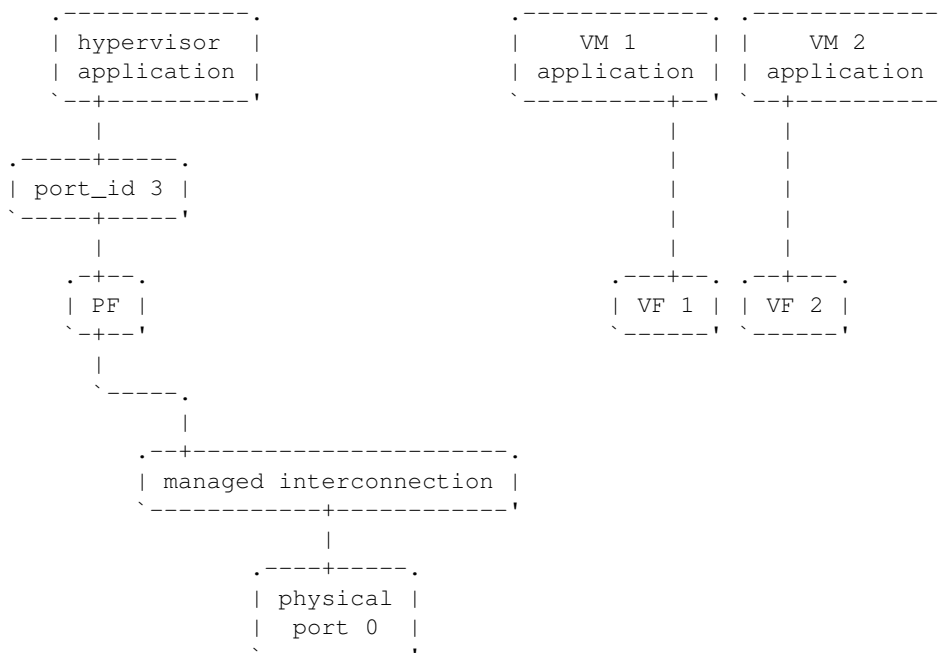 hypervisor VM 1 VM 2
application application application
port_id 3
PF VF 1 VF 2
managed interconnection
physical
port 0